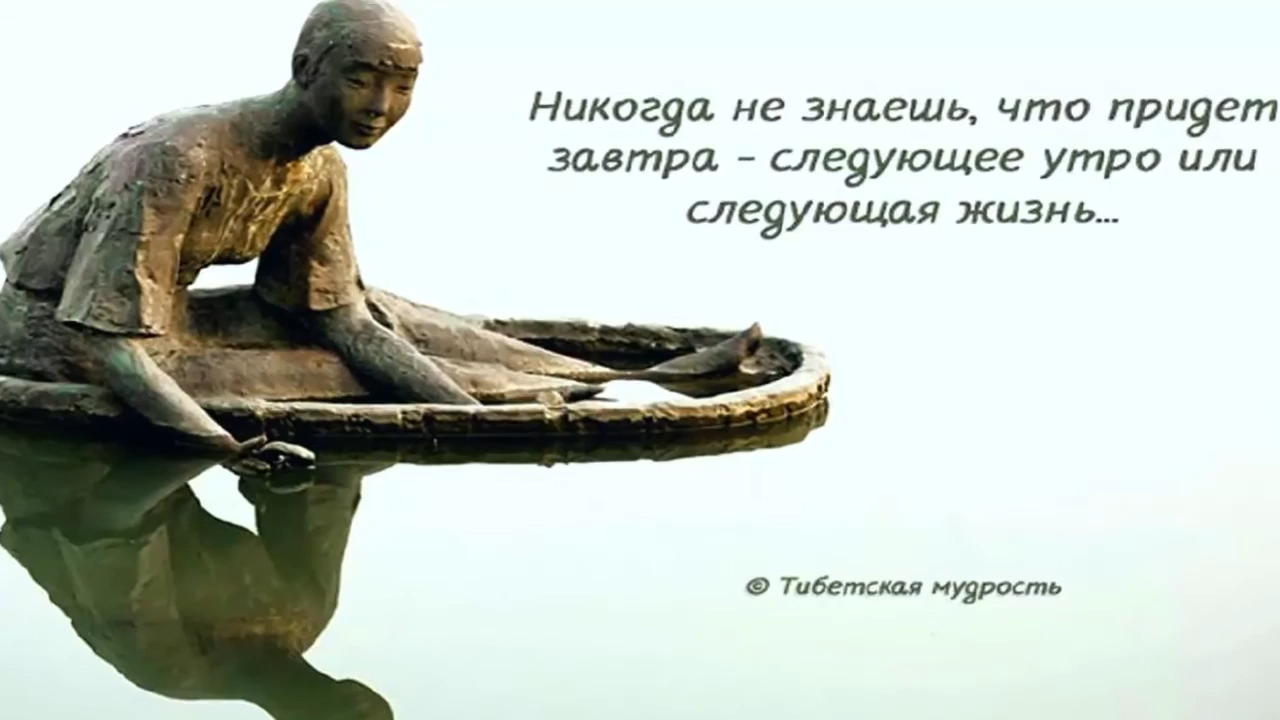 Никогда не знаешь, что придет
завтра - следующее утро или
следующая жизнь...
© Тибетская мудрость